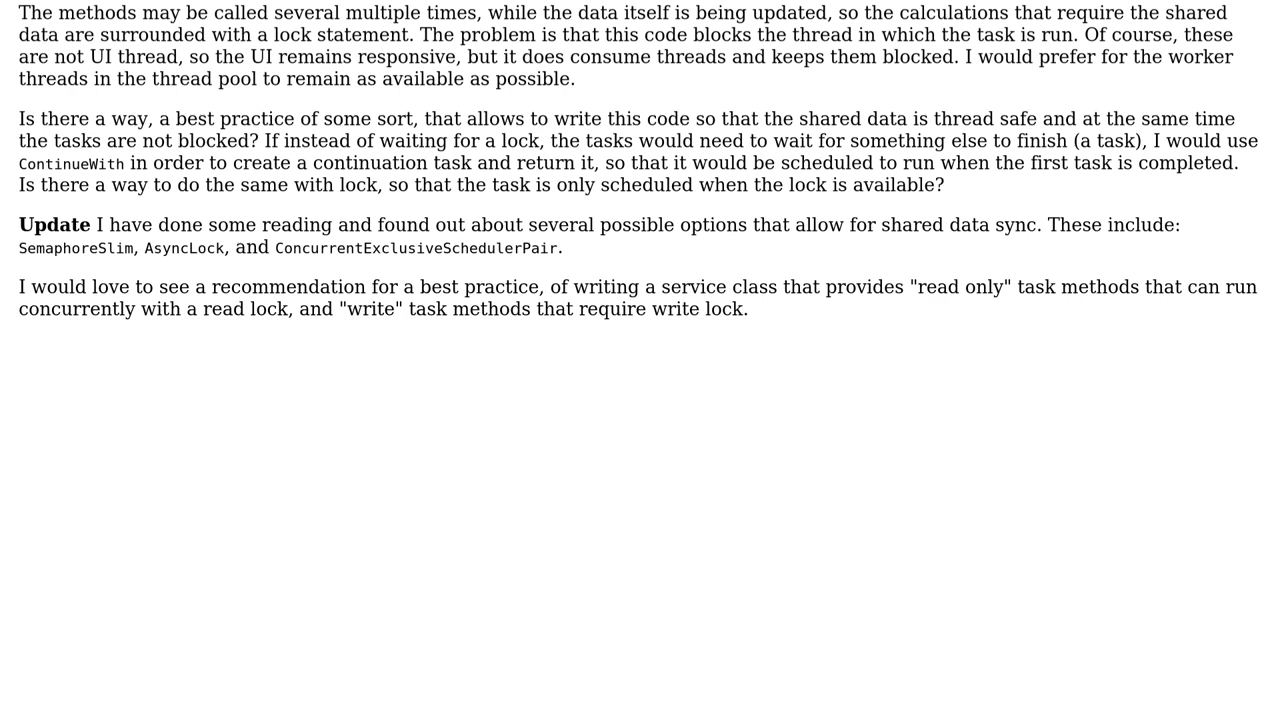 The methods may be called several multiple times, while the data itself is being updated, so the calculations that require the shared
data are surrounded with a lock statement. The problem is that this code blocks the thread in which the task is run. Of course, these
are not UI thread, so the UI remains responsive, but it does consume threads and keeps them blocked. I would prefer for the worker
threads in the thread pool to remain as available as possible.
Is there a way, a best practice of some sort, that allows to write this code so that the shared data is thread safe and at the same time
the tasks are not blocked? If instead of waiting for a lock, the tasks would need to wait for something else to finish (a task), I would use
ContinueWith in order to create a continuation task and return it, so that it would be scheduled to run when the first task is completed.
Is there a way to do the same with lock, so that the task is only scheduled when the lock is available?
Update I have done some reading and found out about several possible options that allow for shared data sync. These include:
SemaphoreSlim, AsyncLock, and ConcurrentExclusiveSchedulerPair.
I would love to see a recommendation for a best practice, of writing a service class that provides "read only" task methods that can run
concurrently with a read lock, and "write" task methods that require write lock.